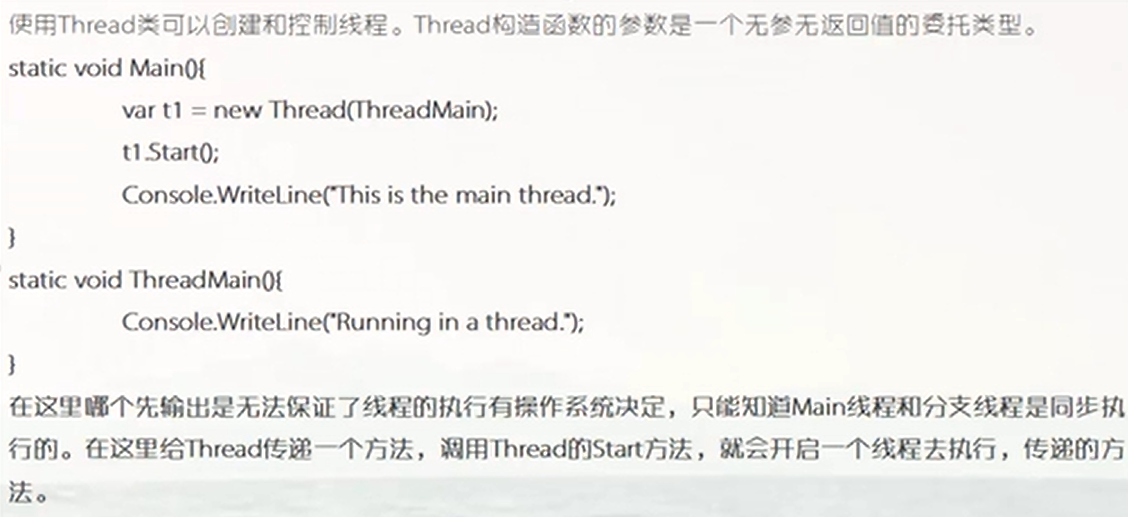 使用Thread类可以创建和控制线程。Thread构造函数的参数是一个无参无返回值的委托类型。
static void Main(){
var t1 = new Thread(ThreadMain);
t1.Start();
Console.WriteLine("This is the main thread.");
}
static void ThreadMain(){
Console.WriteLine("Running in a thread.");
}
在这里哪个先输出是无法保证了线程的执行有操作系统决定，只能知道Main线程和分支线程是同步执
行的。在这里给Thread传递一个方法，调用Thread的Start方法，就会开启一个线程去执行，传递的方
法。